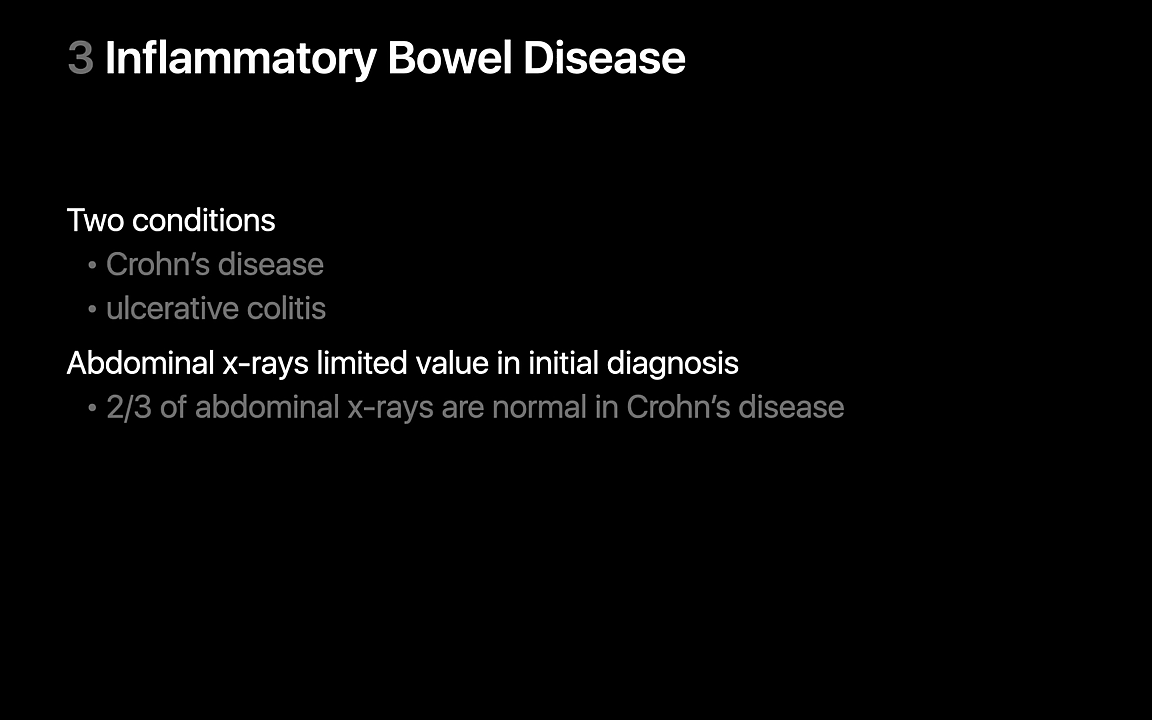 3 Inflammatory Bowel Disease
Two conditions
• Crohn’s disease
• ulcerative colitis
Abdominal x-rays limited value in initial diagnosis
• 2/3 of abdominal x-rays are normal in Crohn’s disease